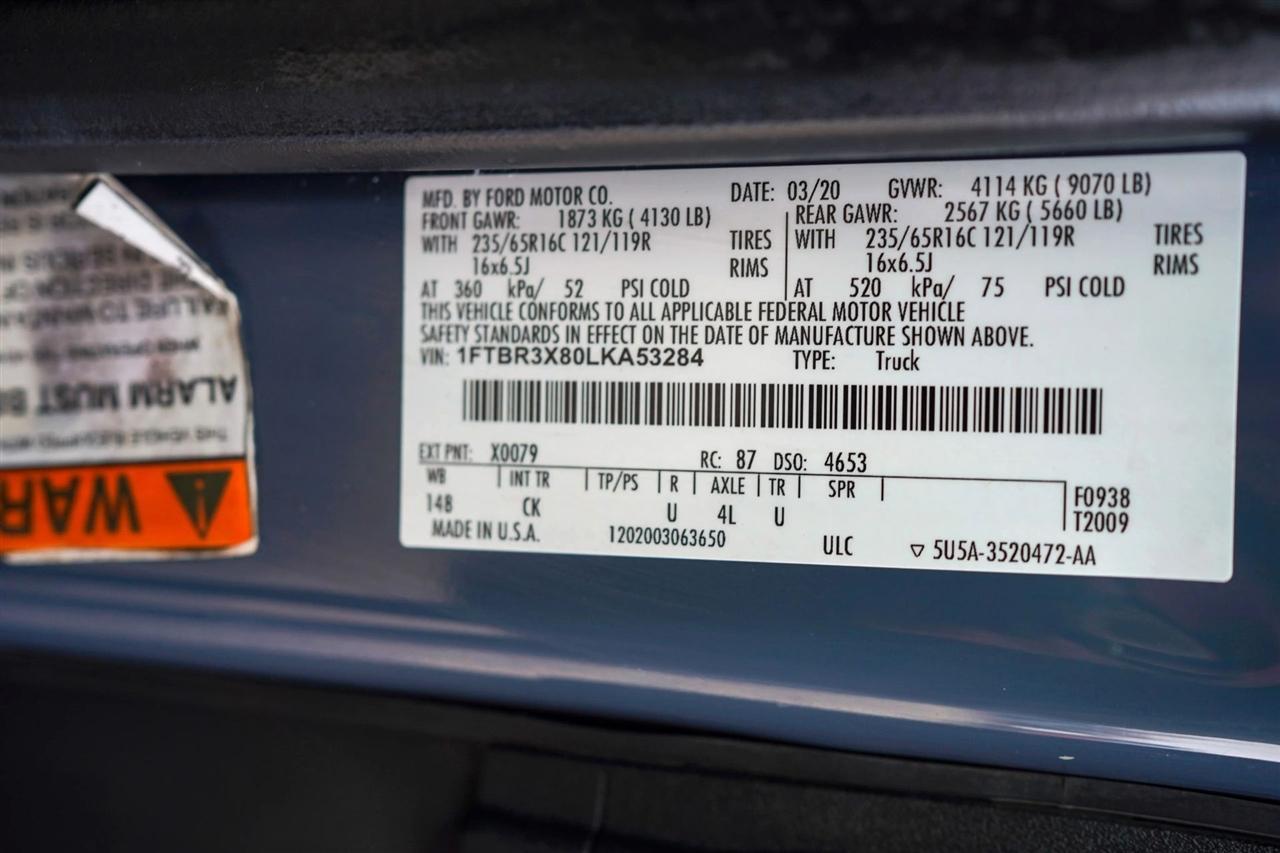 MFD. BY FORD MOTOR CO. DATE: 03/20 GVWR: 4114 KG ( 9070 LB)
FRONT GAWR: 1873 KG ( 4130 LB) REAR GAWR: 2567 KG ( 5660 LB)
WITH 235/65R16C 121/119R TIRES WITH 235/65R16C 121/119R TIRES
16x6.5J RIMS 16x6.5J RIMS
AT 360 kPa/ 52 PSI COLD AT 520 kPa/ 75 PSI COLD
THIS VEHICLE CONFORMS TO ALL APPLICABLE FEDERAL MOTOR VEHICLE
SAFETY STANDARDS IN EFFECT ON THE DATE OF MANUFACTURE SHOWN ABOVE.
VIN: 1FTBR3X80LKA53284 TYPE: Truck
EXT PNT: X0079 RC: 87 DSO: 4653
WB INT TR TP/PS R AXLE TR SPR F0938
14B CK U 4L U T2009
MADE IN U.S.A. 1202003063650 ULC 5U5A-3520472-AA
WAR
ALARM MUST
FAILURE TO
THE DIRECTION OF